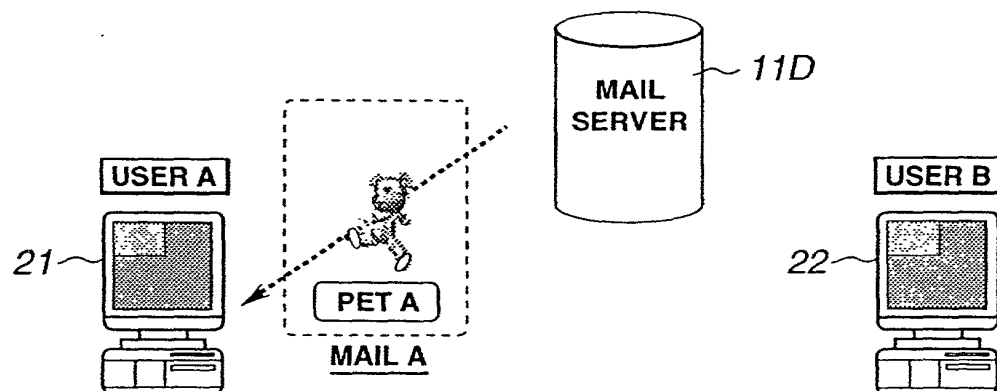 11D
MAIL
SERVER
USER A
USER B
21
22
PET A
MAIL A